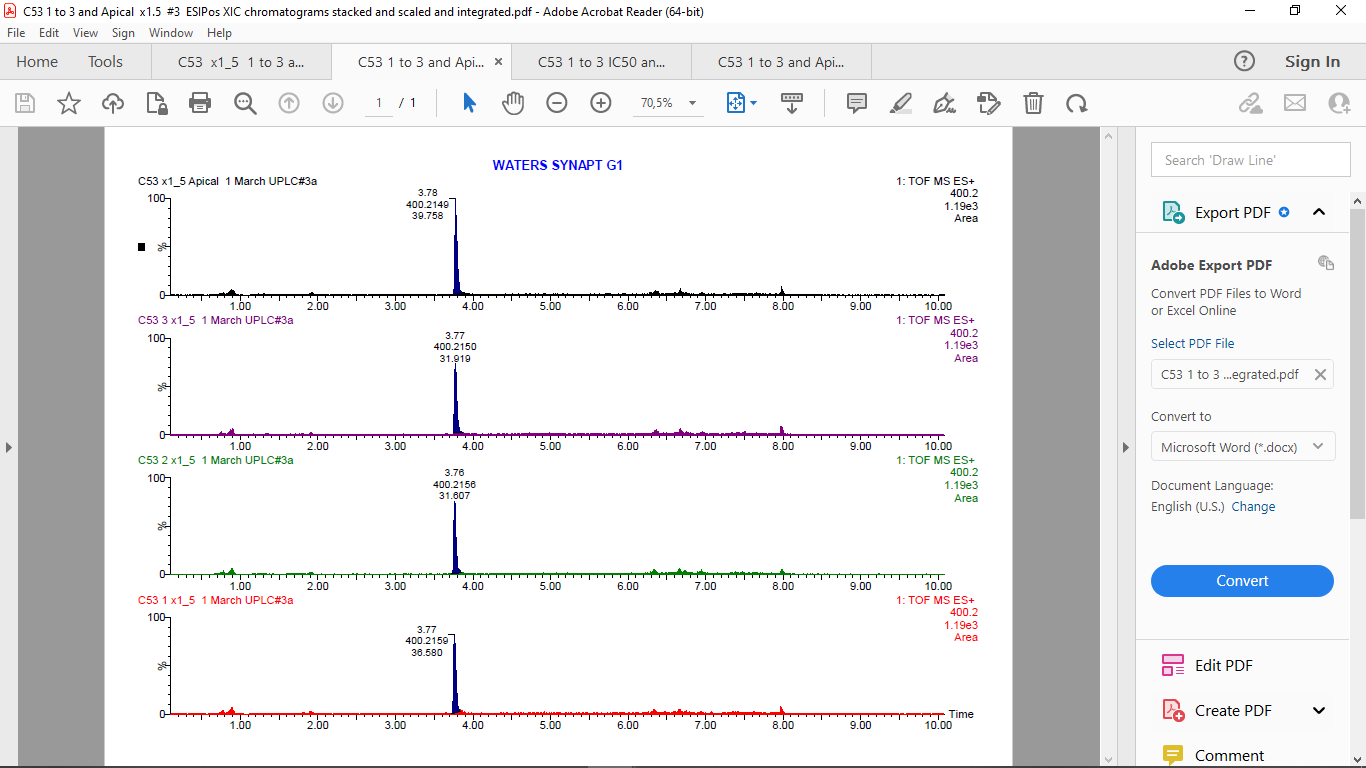 C53 1 to 3 and Apical  x1.5  #3  ESIPos XIC chromatograms stacked and scaled and integrated.pdf - Adobe Acrobat Reader (64-bit)
File Edit View Sign Window Help
Home Tools C53  x1_5  1 to 3 a... C53 1 to 3 and Api... × C53 1 to 3 IC50 an... C53 1 to 3 and Api... Sign In
1 / 1 70,5%
WATERS SYNAPT G1
C53 x1_5 Apical  1 March UPLC#3a
1: TOF MS ES+
400.2
1.19e3
Area
3.78
400.2149
39.758
100
%
0
1.00 2.00 3.00 4.00 5.00 6.00 7.00 8.00 9.00 10.00
C53 3 x1_5  1 March UPLC#3a
1: TOF MS ES+
400.2
1.19e3
Area
3.77
400.2150
31.919
100
%
0
1.00 2.00 3.00 4.00 5.00 6.00 7.00 8.00 9.00 10.00
C53 2 x1_5  1 March UPLC#3a
1: TOF MS ES+
400.2
1.19e3
Area
3.76
400.2156
31.607
100
%
0
1.00 2.00 3.00 4.00 5.00 6.00 7.00 8.00 9.00 10.00
C53 1 x1_5  1 March UPLC#3a
1: TOF MS ES+
400.2
1.19e3
Area
3.77
400.2159
36.580
100
%
0
Time
1.00 2.00 3.00 4.00 5.00 6.00 7.00 8.00 9.00 10.00
Search 'Draw Line'
Export PDF
Adobe Export PDF
Convert PDF Files to Word
or Excel Online
Select PDF File
C53 1 to 3 ...egrated.pdf
Convert to
Microsoft Word (*.docx)
Document Language:
English (U.S.) Change
Convert
Edit PDF
Create PDF
Comment